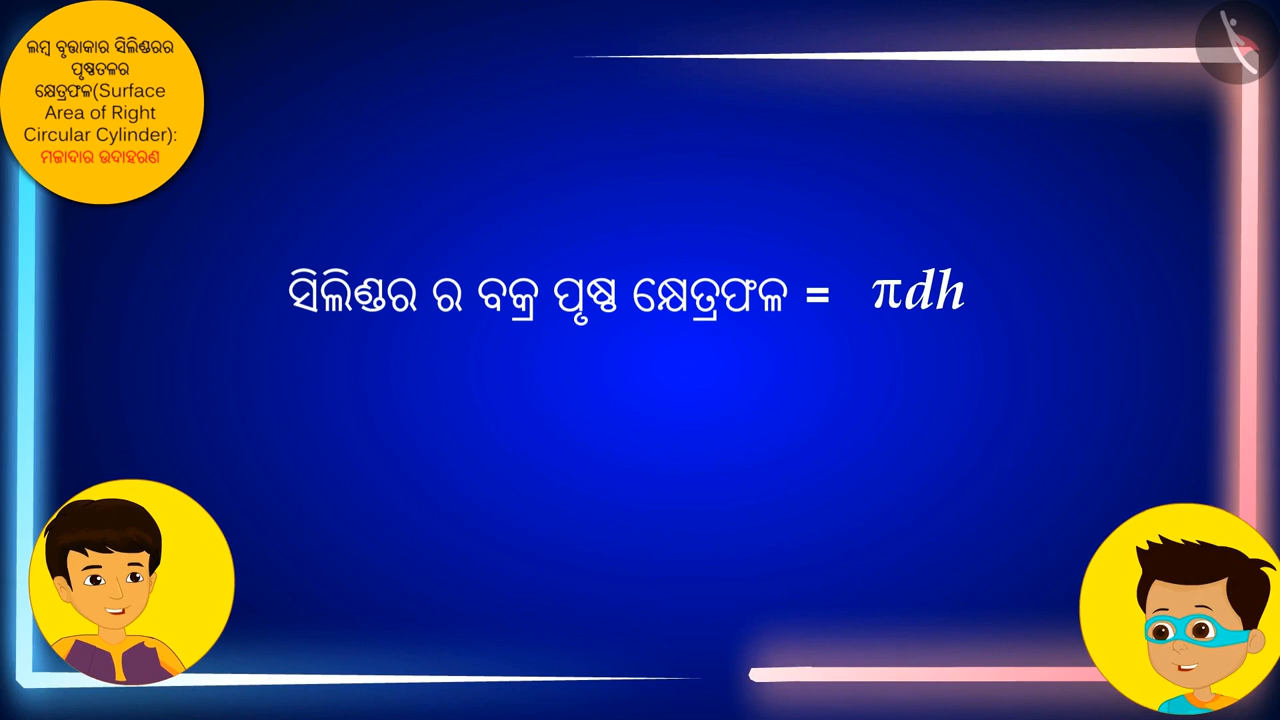 ଲମ୍ବ ବୃତ୍ତାକାର ସିଲିଣ୍ଡରର
ପୃଷ୍ଠତଳର
କ୍ଷେତ୍ରଫଳ(Surface
Area of Right
Circular Cylinder):
ମଜାଦାର ଉଦାହରଣ
ସିଲିଣ୍ଡର ର ବକ୍ର ପୃଷ୍ଠ କ୍ଷେତ୍ରଫଳ = πdh